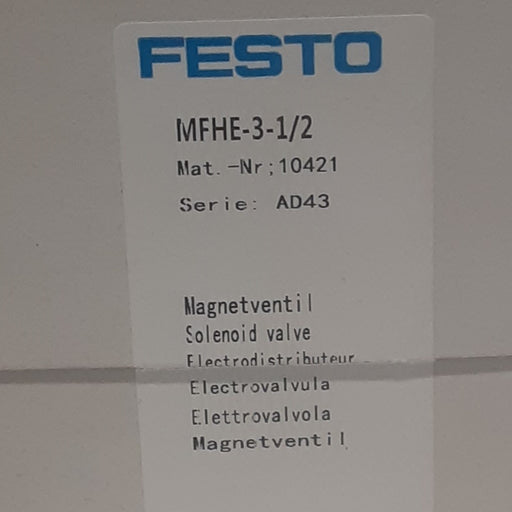 FESTO
MFHE-3-1/2
Mat.-Nr;10421
Serie: AD43
Magnetventil
Solenoid valve
Electrodistributeur
Electrovalvula
Elettrovalvola
Magnetventil